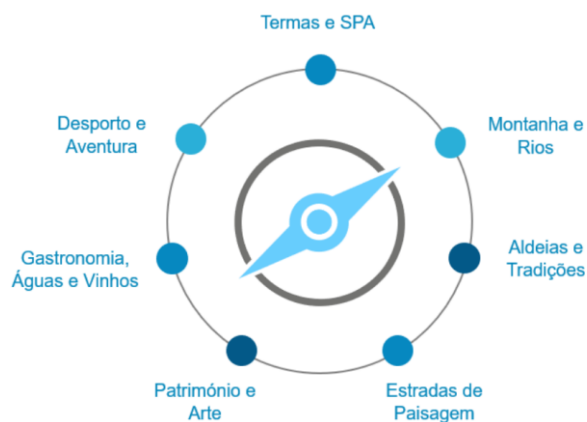 Termas e SPA
Desporto e
Aventura
Montanha e
Rios
Gastronomia,
Águas e Vinhos
Aldeias e
Tradições
Património e
Arte
Estradas de
Paisagem